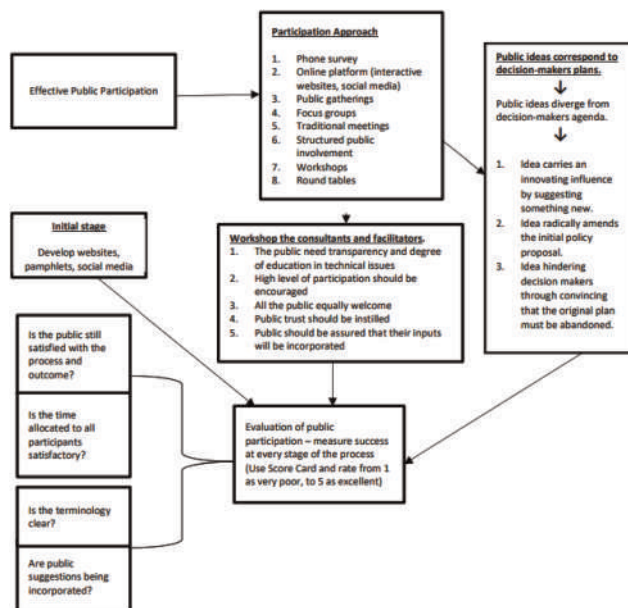 Effective Public Participation
Participation Approach
1. Phone survey
2. Online platform (interactive
websites, social media)
3. Public gatherings
4. Focus groups
5. Traditional meetings
6. Structured public
involvement
7. Workshops
8. Round tables
Public ideas correspond to
decision-makers plans.
Public ideas diverge from
decision-makers agenda.
1. Idea carries an
innovating influence
by suggesting
something new.
2. Idea radically amends
the initial policy
proposal.
3. Idea hindering
decision makers
through convincing
that the original plan
must be abandoned.
Initial stage
Develop websites,
pamphlets, social media
Workshop the consultants and facilitators.
1. The public need transparency and degree
of education in technical issues
2. High level of participation should be
encouraged
3. All the public equally welcome
4. Public trust should be instilled
5. Public should be assured that their inputs
will be incorporated
Is the public still
satisfied with the
process and
outcome?
Is the time
allocated to all
participants
satisfactory?
Is the terminology
clear?
Are public
suggestions being
incorporated?
Evaluation of public
participation – measure success
at every stage of the process
(Use Score Card and rate from 1
as very poor, to 5 as excellent)